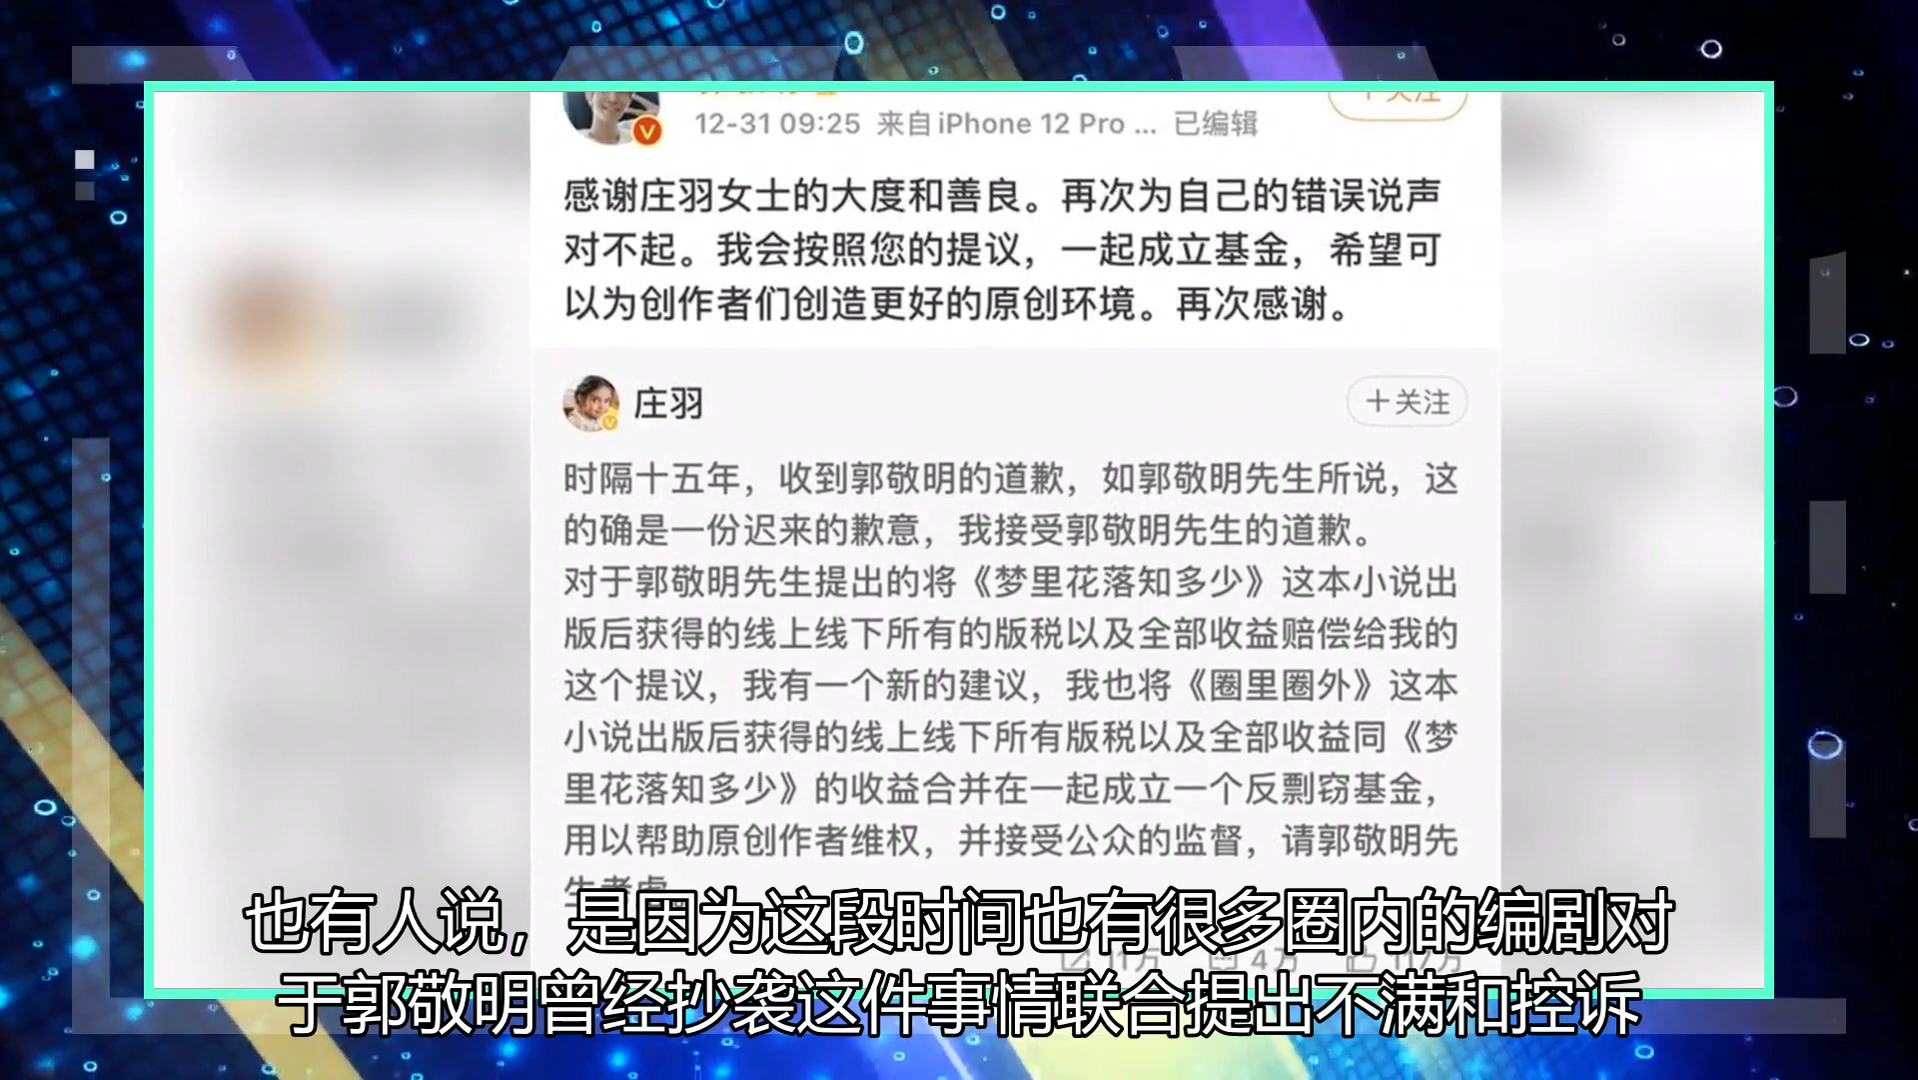 12-31 09:25 来自iPhone 12 Pro ... 已编辑
感谢庄羽女士的大度和善良。再次为自己的错误说声
对不起。我会按照您的提议，一起成立基金，希望可
以为创作者们创造更好的原创环境。再次感谢。
庄羽
+关注
时隔十五年，收到郭敬明的道歉，如郭敬明先生所说，这
的确是一份迟来的歉意，我接受郭敬明先生的道歉。
对于郭敬明先生提出的将《梦里花落知多少》这本小说出
版后获得的线上线下所有的版税以及全部收益赔偿给我的
这个提议，我有一个新的建议，我也将《圈里圈外》这本
小说出版后获得的线上线下所有版税以及全部收益同《梦
里花落知多少》的收益合并在一起成立一个反剽窃基金，
用以帮助原创作者维权，并接受公众的监督，请郭敬明先
也有人说，是因为这段时间也有很多圈内的编剧对
于郭敬明曾经抄袭这件事情联合提出不满和控诉